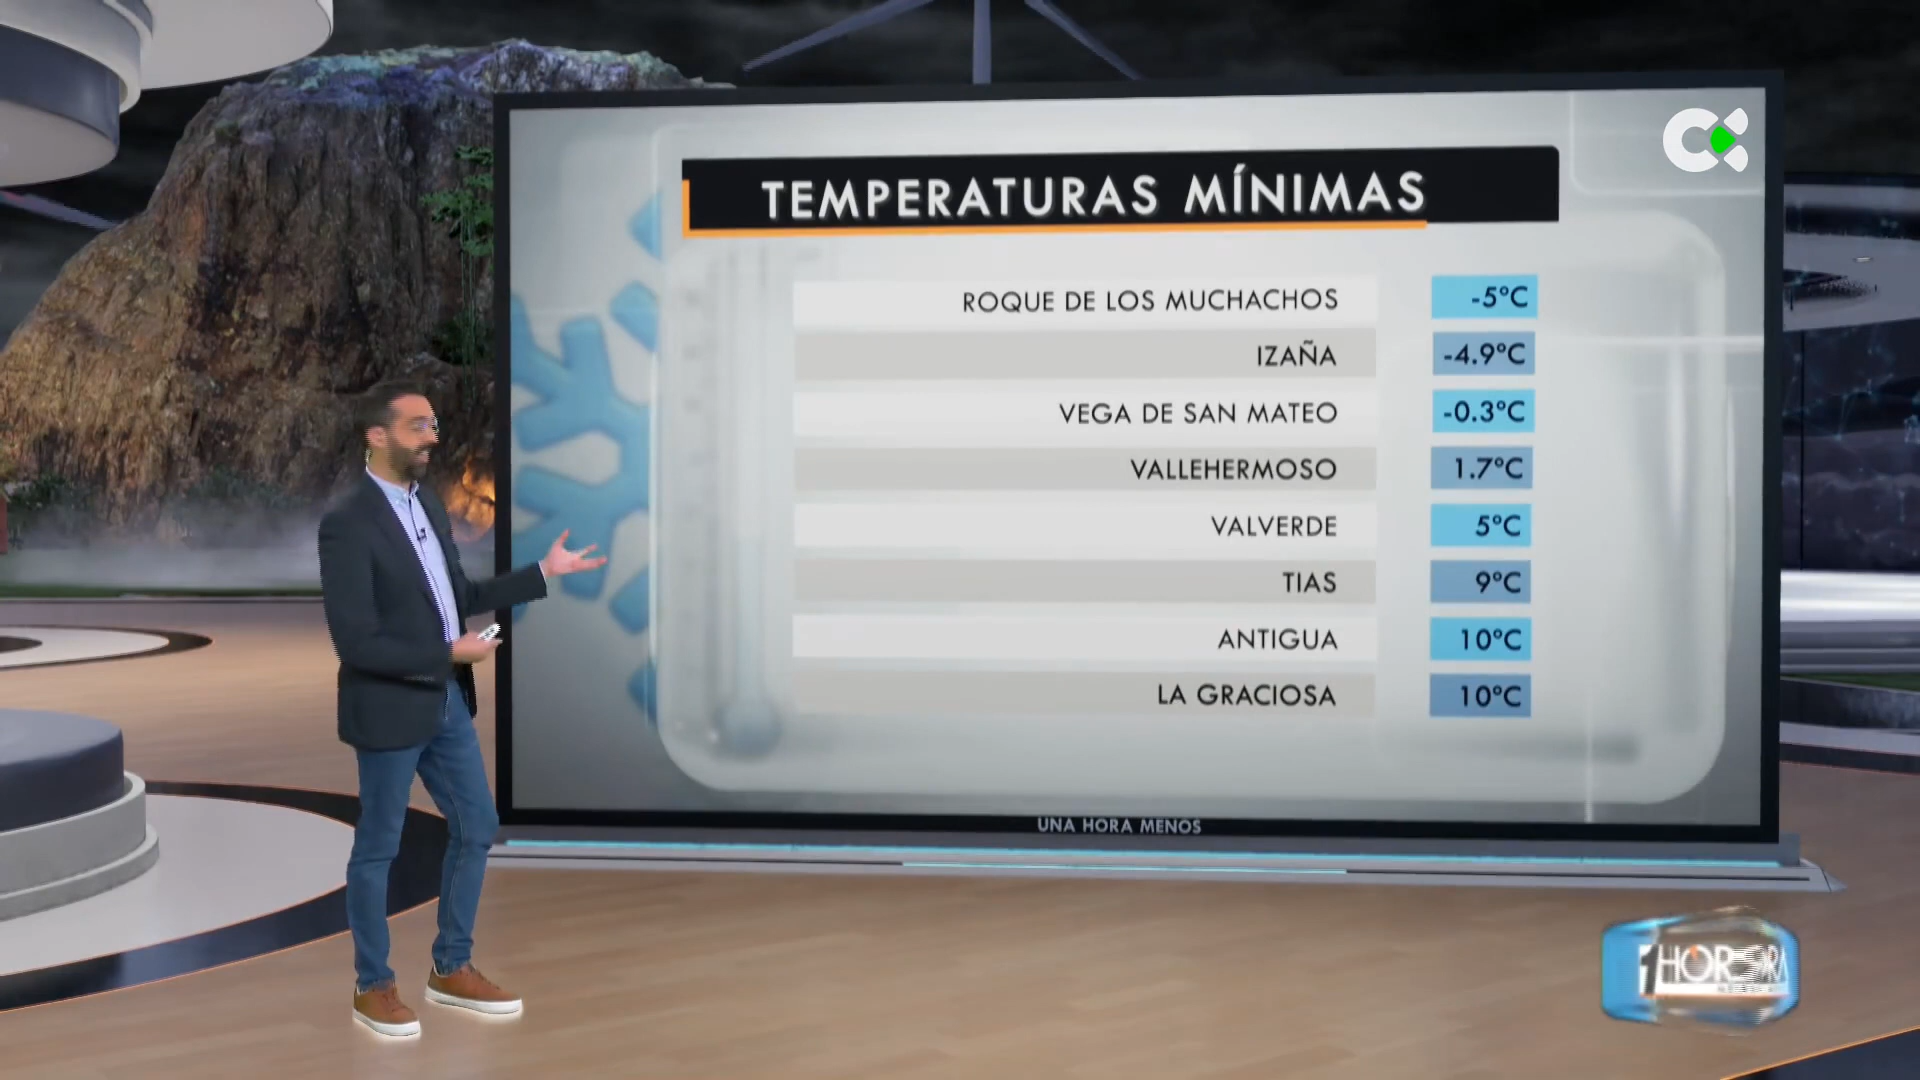 TEMPERATURAS MÍNIMAS
ROQUE DE LOS MUCHACHOS -5°C
IZAÑA -4.9°C
VEGA DE SAN MATEO -0.3°C
VALLEHERMOSO 1.7°C
VALVERDE 5°C
TIAS 9°C
ANTIGUA 10°C
LA GRACIOSA 10°C
UNA HORA MENOS